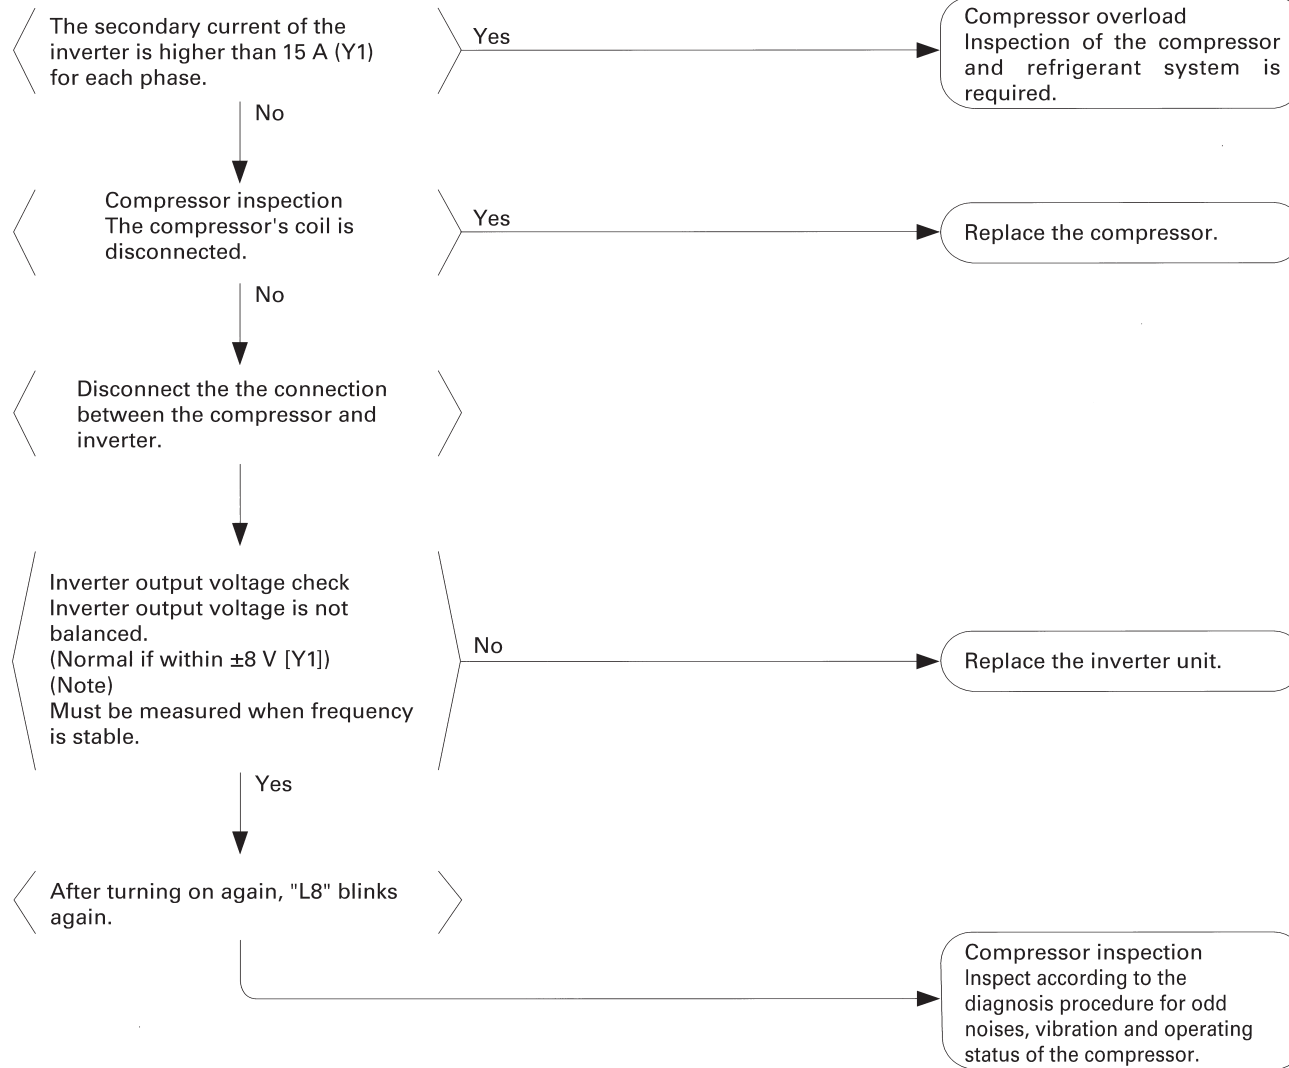 The secondary current of the
inverter is higher than 15 A (Y1)
for each phase.
Yes
Compressor overload
Inspection of the compressor
and refrigerant system is
required.
No
Compressor inspection
The compressor's coil is
disconnected.
Yes
Replace the compressor.
No
Disconnect the the connection
between the compressor and
inverter.
Inverter output voltage check
Inverter output voltage is not
balanced.
(Normal if within ±8 V [Y1])
(Note)
Must be measured when frequency
is stable.
No
Replace the inverter unit.
Yes
After turning on again, "L8" blinks
again.
Compressor inspection
Inspect according to the
diagnosis procedure for odd
noises, vibration and operating
status of the compressor.